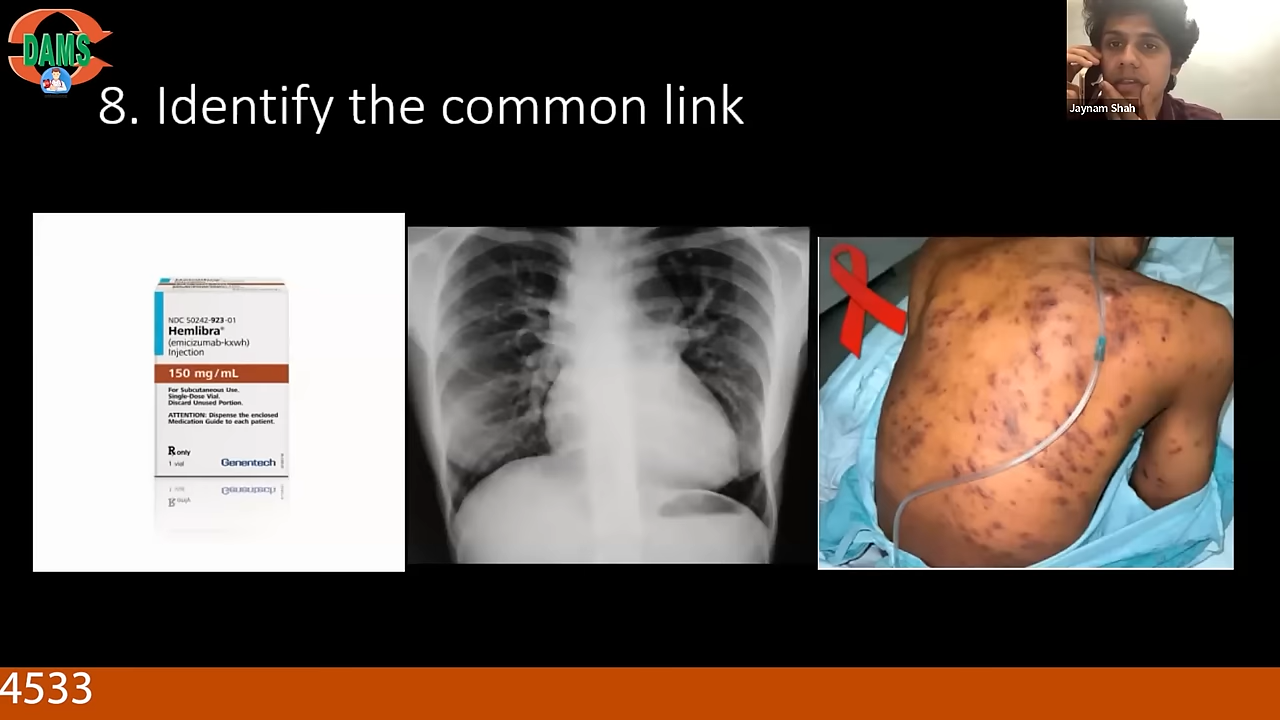 DAMS
8. Identify the common link
Jaynam Shah
NDC 50242-923-01
Hemlibra®
(emicizumab-kxwh)
Injection
150 mg/mL
For Subcutaneous Use.
Single-Dose Vial.
Discard Unused Portion.
ATTENTION: Dispense the enclosed
Medication Guide to each patient.
Rx only
1 vial
Genentech
4533